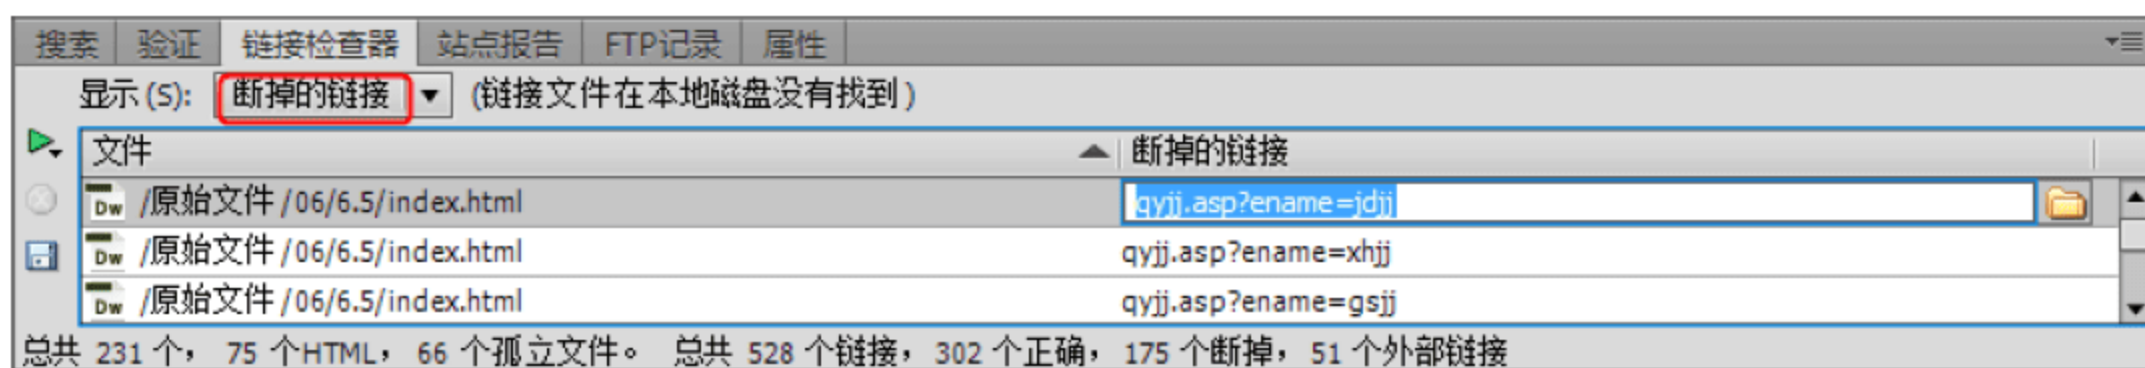 搜索 验证 链接检查器 站点报告 FTP记录 属性
显示(S): 断掉的链接 (链接文件在本地磁盘没有找到)
文件 断掉的链接
Dw /原始文件/06/6.5/index.html qyjj.asp?ename=jdjj
Dw /原始文件/06/6.5/index.html qyjj.asp?ename=xhjj
Dw /原始文件/06/6.5/index.html qyjj.asp?ename=gsjj
总共 231 个, 75 个HTML, 66 个孤立文件。 总共 528 个链接, 302 个正确, 175 个断掉, 51 个外部链接